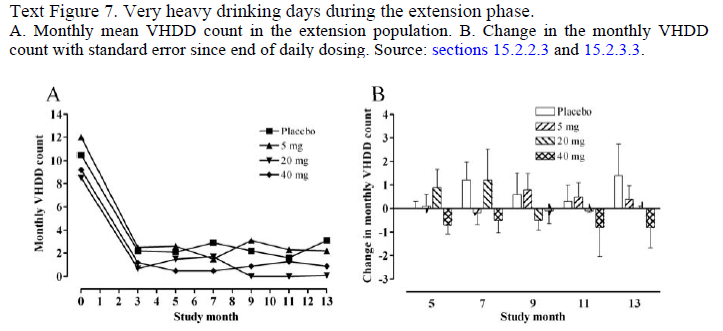 Text Figure 7. Very heavy drinking days during the extension phase.
A. Monthly mean VHDD count in the extension population. B. Change in the monthly VHDD
count with standard error since end of daily dosing. Source: sections 15.2.2.3 and 15.2.3.3.
A
14
12
10
8
6
4
2
0
Monthly VHDD count
Placebo
5 mg
20 mg
40 mg
0 1 2 3 4 5 6 7 8 9 10 11 12 13
Study month
B
4
3
2
1
0
-1
-2
-3
Change in monthly VHDD count
Placebo
5 mg
20 mg
40 mg
5 7 9 11 13
Study month